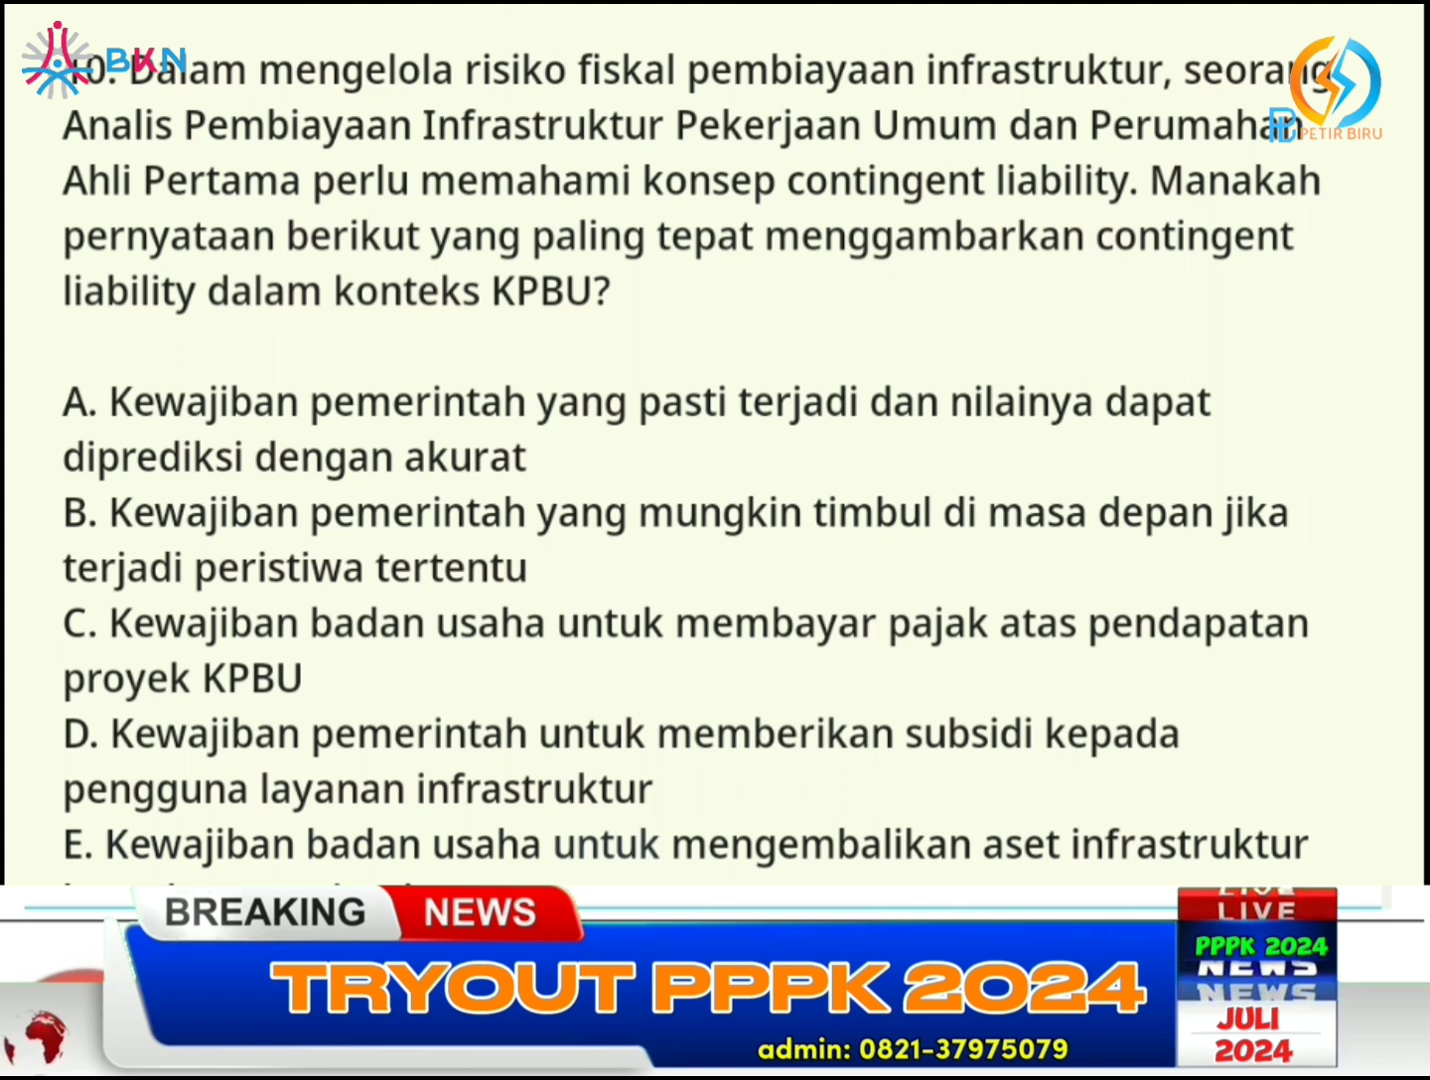 BKN
10. Dalam mengelola risiko fiskal pembiayaan infrastruktur, seorang
PETIR BIRU
Analis Pembiayaan Infrastruktur Pekerjaan Umum dan Perumahan
Ahli Pertama perlu memahami konsep contingent liability. Manakah
pernyataan berikut yang paling tepat menggambarkan contingent
liability dalam konteks KPBU?
A. Kewajiban pemerintah yang pasti terjadi dan nilainya dapat
diprediksi dengan akurat
B. Kewajiban pemerintah yang mungkin timbul di masa depan jika
terjadi peristiwa tertentu
C. Kewajiban badan usaha untuk membayar pajak atas pendapatan
proyek KPBU
D. Kewajiban pemerintah untuk memberikan subsidi kepada
pengguna layanan infrastruktur
E. Kewajiban badan usaha untuk mengembalikan aset infrastruktur
BREAKING NEWS
TRYOUT PPPK 2024
admin: 0821-37975079
LIVE
LIVE
PPPK 2024
NEWS
NEWS
JULI
2024